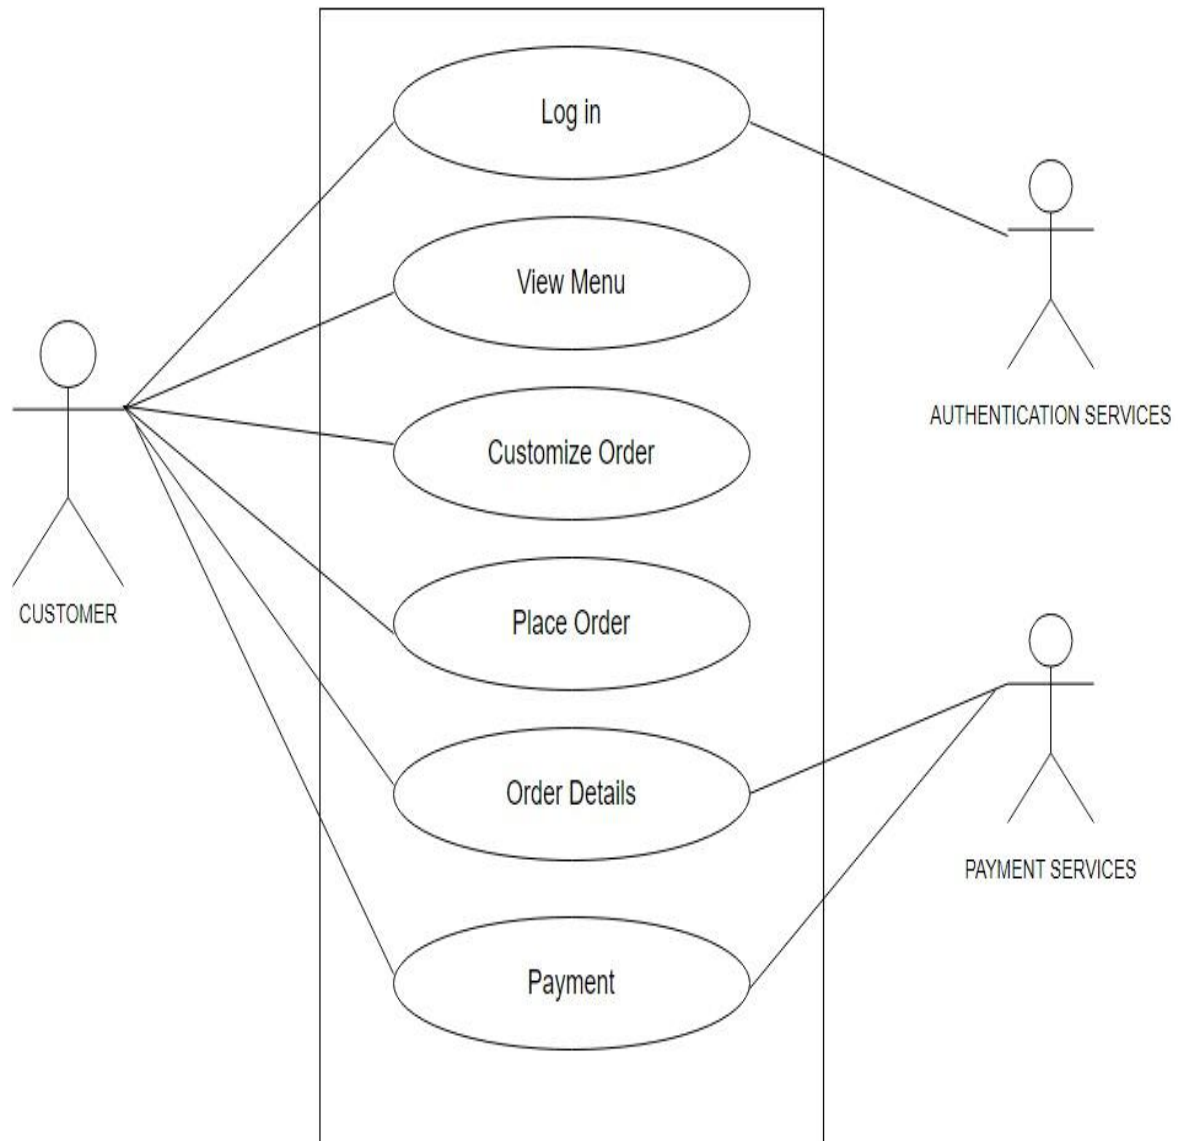 Log in
View Menu
Customize Order
Place Order
Order Details
Payment
CUSTOMER
AUTHENTICATION SERVICES
PAYMENT SERVICES